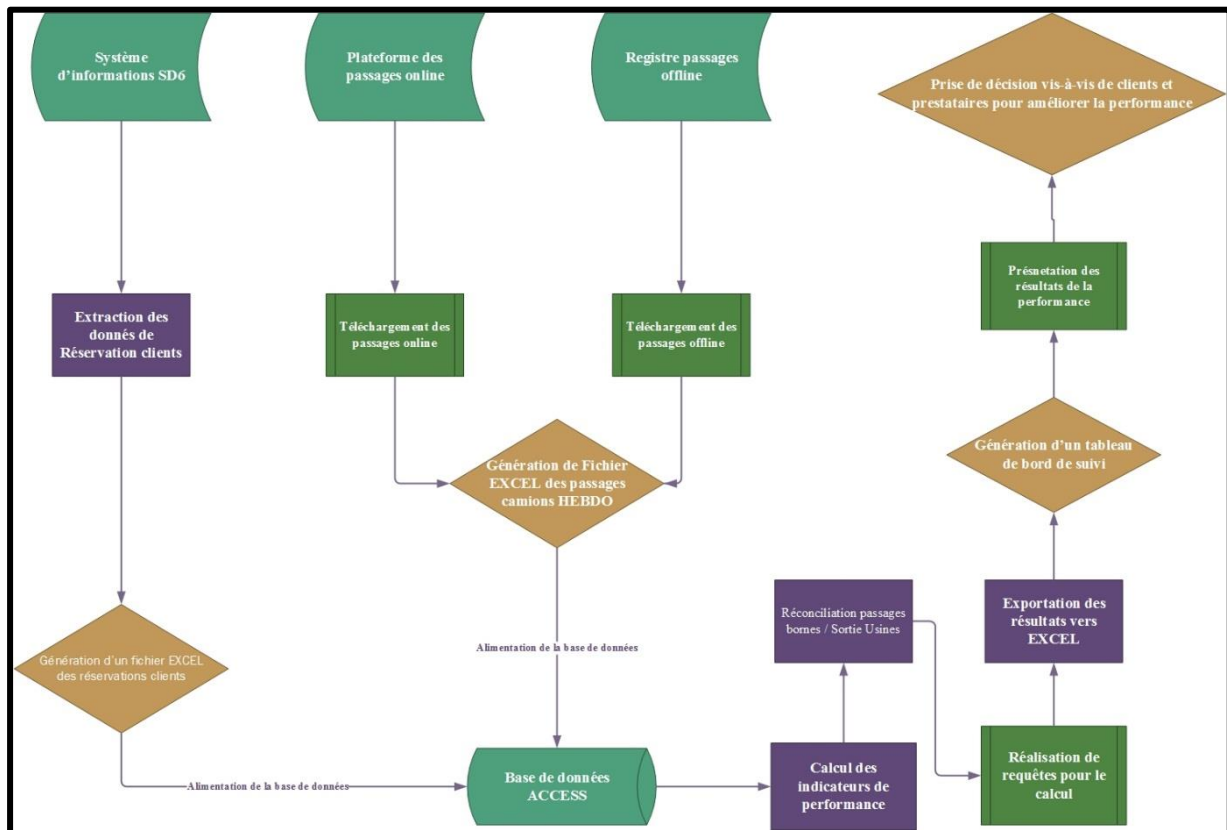 Système
d'informations SD6
Plateforme des
passages online
Registre passages
offline
Prise de décision vis-à-vis de clients et
prestataires pour améliorer la performance
Extraction des
donnés de
Réservation clients
Téléchargement des
passages online
Téléchargement des
passages offline
Présnetation des
résultats de la
performance
Génération de Fichier
EXCEL des passages
camions HEBDO
Génération d'un tableau
de bord de suivi
Génération d'un fichier EXCEL
des réservations clients
Alimentation de la base de données
Réconciliation passages
bornes / Sortie Usines
Exportation des
résultats vers
EXCEL
Alimentation de la base de données
Base de données
ACCESS
Calcul des
indicateurs de
performance
Réalisation de
requêtes pour le
calcul